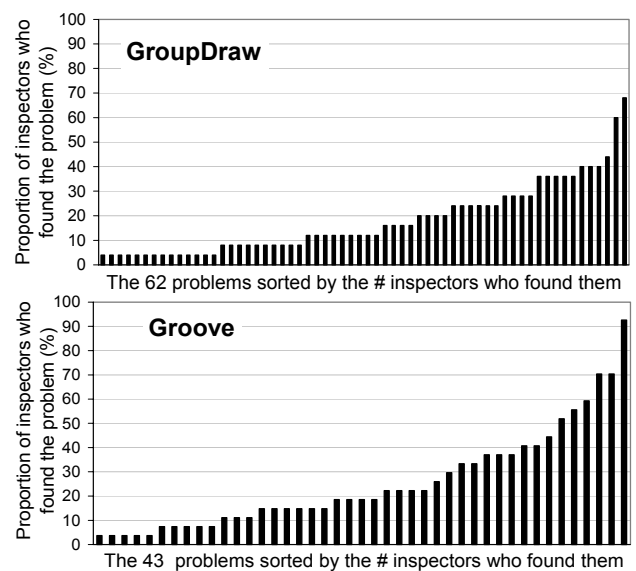 Proportion of inspectors who
found the problem (%)
100
90
80
70
60
50
40
30
20
10
0
GroupDraw
The 62 problems sorted by the # inspectors who found them
Proportion of inspectors who
found the problem (%)
100
90
80
70
60
50
40
30
20
10
0
Groove
The 43 problems sorted by the # inspectors who found them